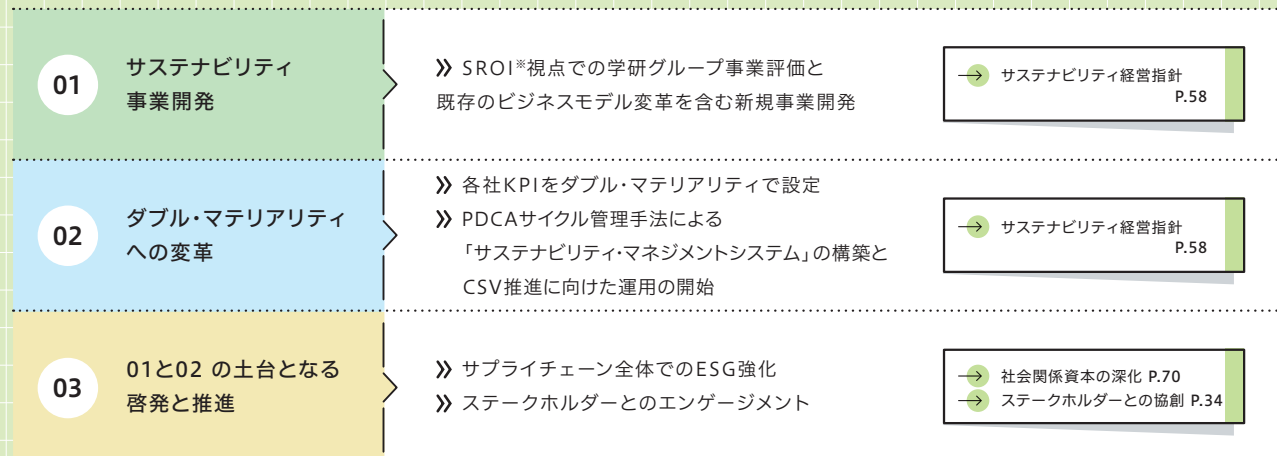 01
サステナビリティ
事業開発
SROI※視点での学研グループ事業評価と
既存のビジネスモデル変革を含む新規事業開発
サステナビリティ経営指針
P.58
02
ダブル・マテリアリティ
への変革
各社KPIをダブル・マテリアリティで設定
PDCAサイクル管理手法による
「サステナビリティ・マネジメントシステム」の構築と
CSV推進に向けた運用の開始
サステナビリティ経営指針
P.58
03
01と02 の土台となる
啓発と推進
サプライチェーン全体でのESG強化
ステークホルダーとのエンゲージメント
社会関係資本の深化 P.70
ステークホルダーとの協創 P.34